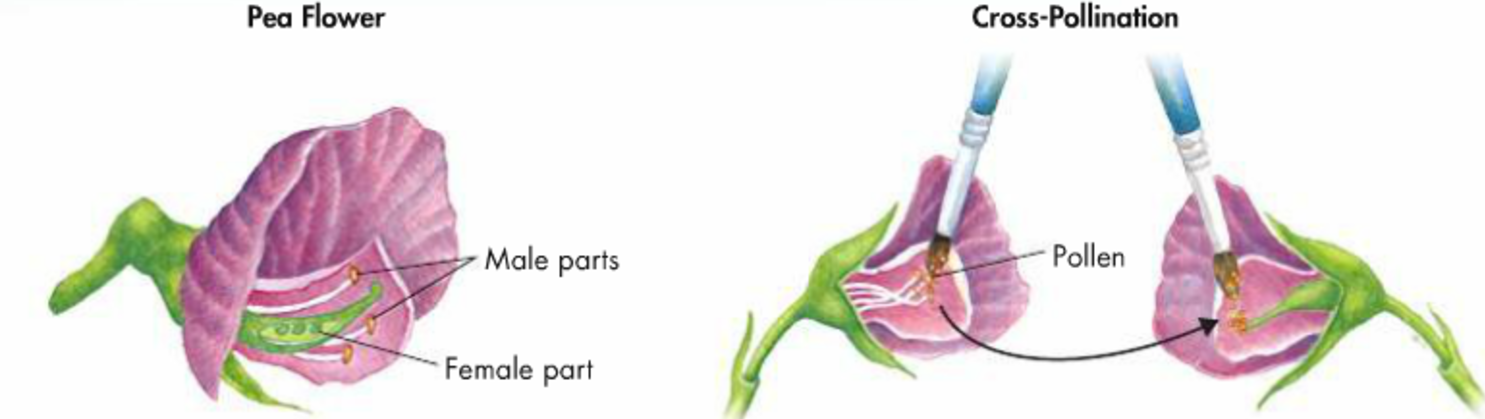 Pea Flower
Male parts
Female part
Cross-Pollination
Pollen